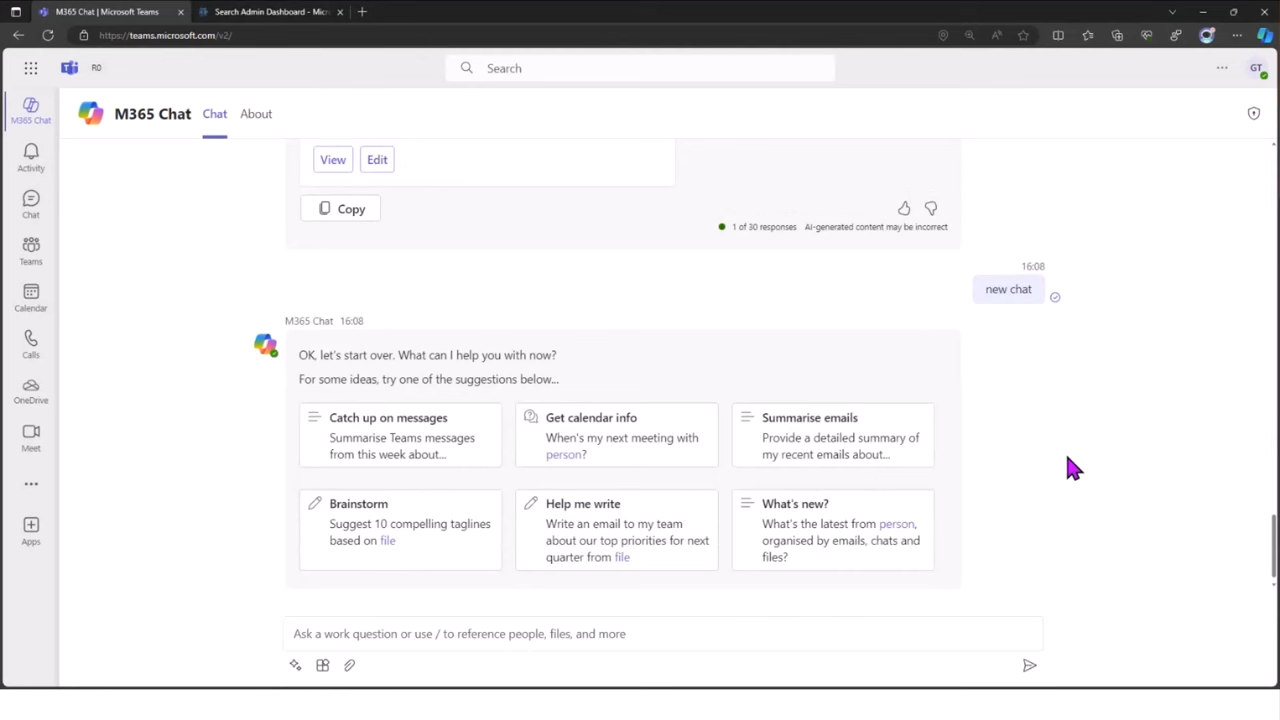 M365 Chat | Microsoft Teams
Search Admin Dashboard - Micr
https://teams.microsoft.com/v2/
R0
Search
GT
M365 Chat
Chat
About
M365 Chat
Activity
Chat
Teams
Calendar
Calls
OneDrive
Meet
Apps
View
Edit
Copy
1 of 30 responses
AI-generated content may be incorrect
16:08
new chat
M365 Chat 16:08
OK, let's start over. What can I help you with now?
For some ideas, try one of the suggestions below...
Catch up on messages
Summarise Teams messages
from this week about...
Get calendar info
When's my next meeting with
person?
Summarise emails
Provide a detailed summary of
my recent emails about...
Brainstorm
Suggest 10 compelling taglines
based on file
Help me write
Write an email to my team
about our top priorities for next
quarter from file
What's new?
What's the latest from person,
organised by emails, chats and
files?
Ask a work question or use / to reference people, files, and more